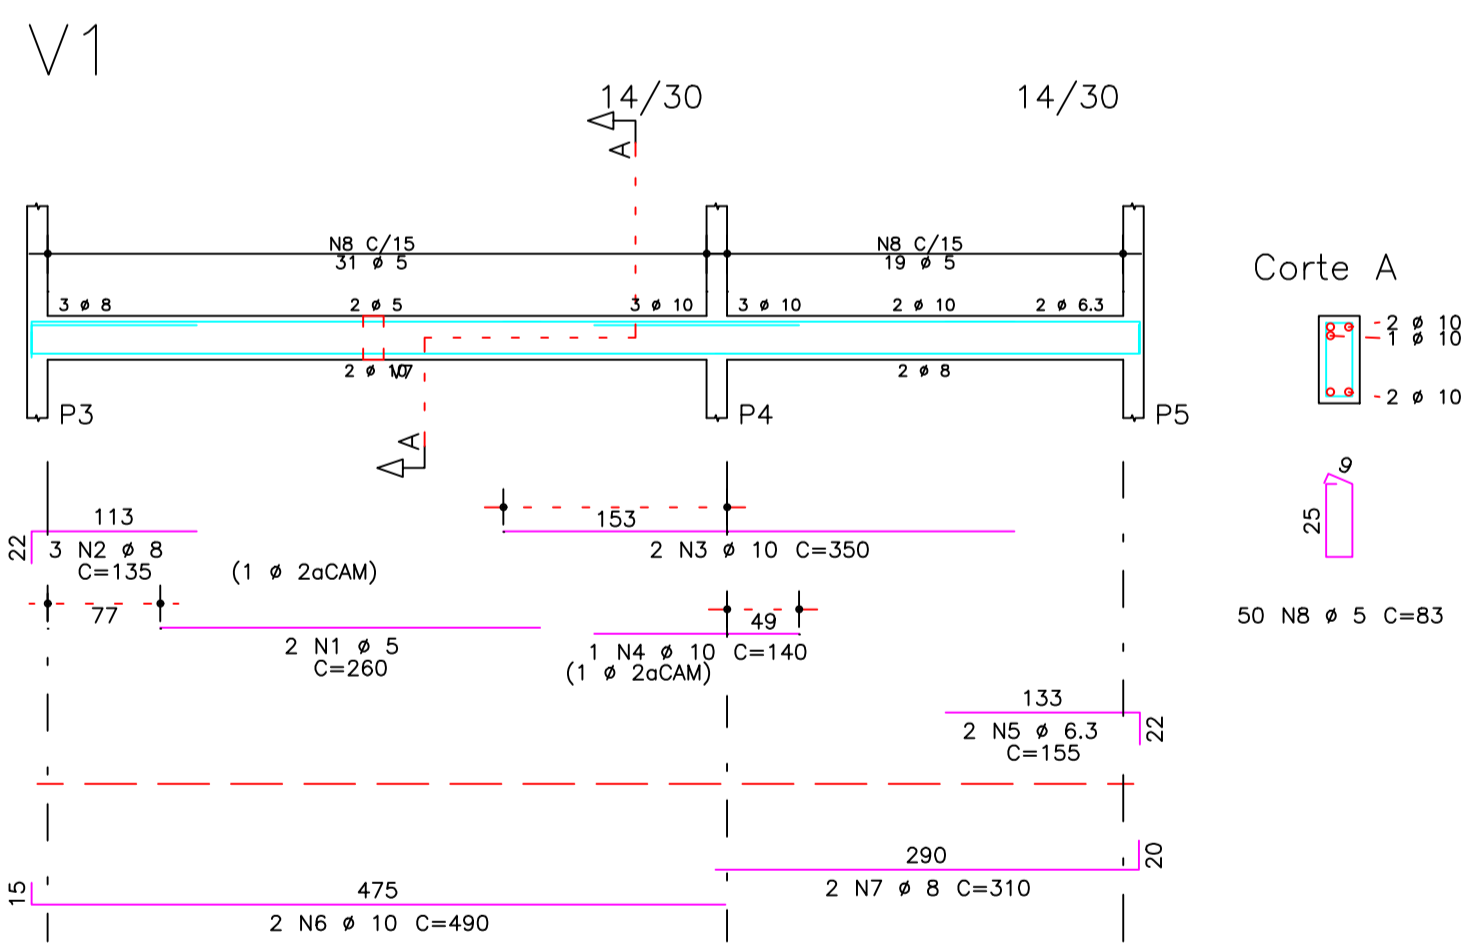 V1
14/30
14/30
A
N8 C/15
31 ø 5
N8 C/15
19 ø 5
3 ø 8
2 ø 5
3 ø 10
3 ø 10
2 ø 10
2 ø 6.3
2 ø 10
V7
2 ø 8
P3
P4
P5
A
Corte A
2 ø 10
1 ø 10
2 ø 10
9
25
50 N8 ø 5 C=83
113
22
3 N2 ø 8
C=135
(1 ø 2aCAM)
153
2 N3 ø 10 C=350
77
2 N1 ø 5
C=260
49
1 N4 ø 10 C=140
(1 ø 2aCAM)
133
22
2 N5 ø 6.3
C=155
290
20
2 N7 ø 8 C=310
15
475
2 N6 ø 10 C=490